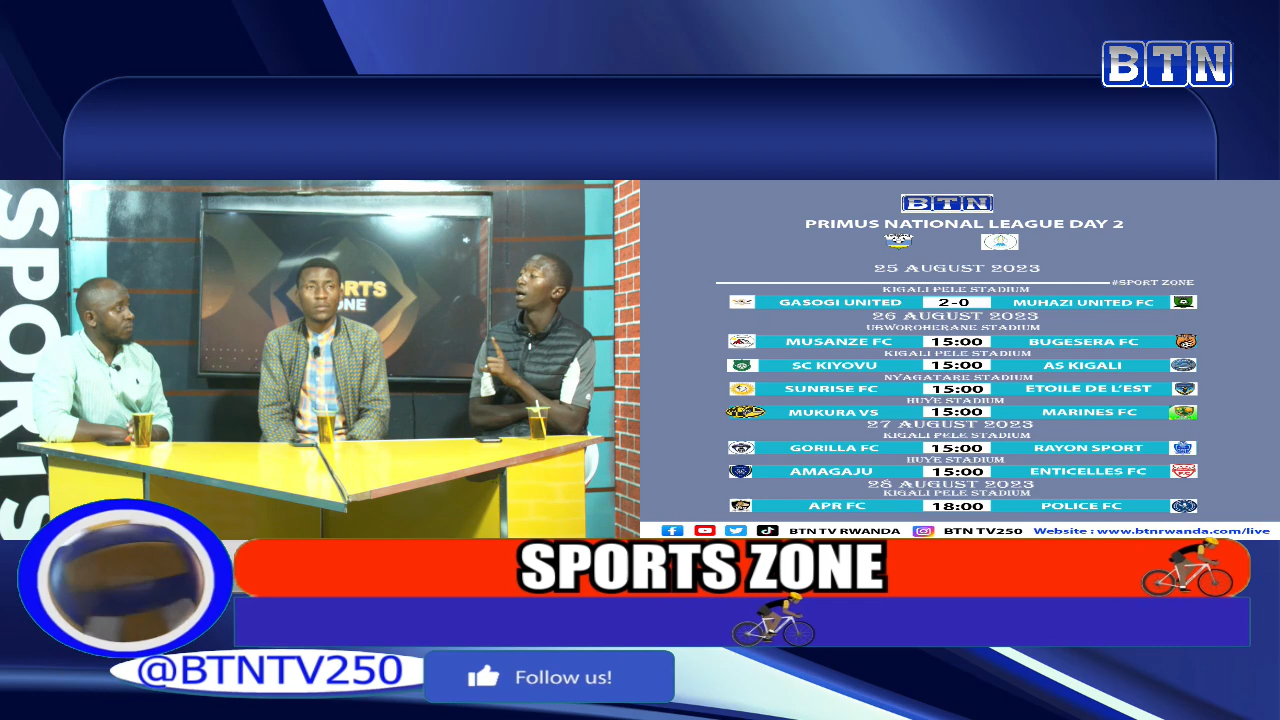 BTN
SPORTS
SPORTS
ZONE
BTN
PRIMUS NATIONAL LEAGUE DAY 2
25 AUGUST 2023
#SPORT ZONE
KIGALI PELE STADIUM
GASOGI UNITED 2-0 MUHAZI UNITED FC
26 AUGUST 2023
UBWOROHERANE STADIUM
MUSANZE FC 15:00 BUGESERA FC
KIGALI PELE STADIUM
SC KIYOVU 15:00 AS KIGALI
NYAGATARE STADIUM
SUNRISE FC 15:00 ETOILE DE L'EST
HUYE STADIUM
MUKURA VS 15:00 MARINES FC
27 AUGUST 2023
KIGALI PELE STADIUM
GORILLA FC 15:00 RAYON SPORT
HUYE STADIUM
AMAGAJU 15:00 ENTICELLES FC
28 AUGUST 2023
KIGALI PELE STADIUM
APR FC 18:00 POLICE FC
BTN TV RWANDA BTN TV250 Website : www.btnrwanda.com/live
SPORTS ZONE
@BTNTV250
Follow us!